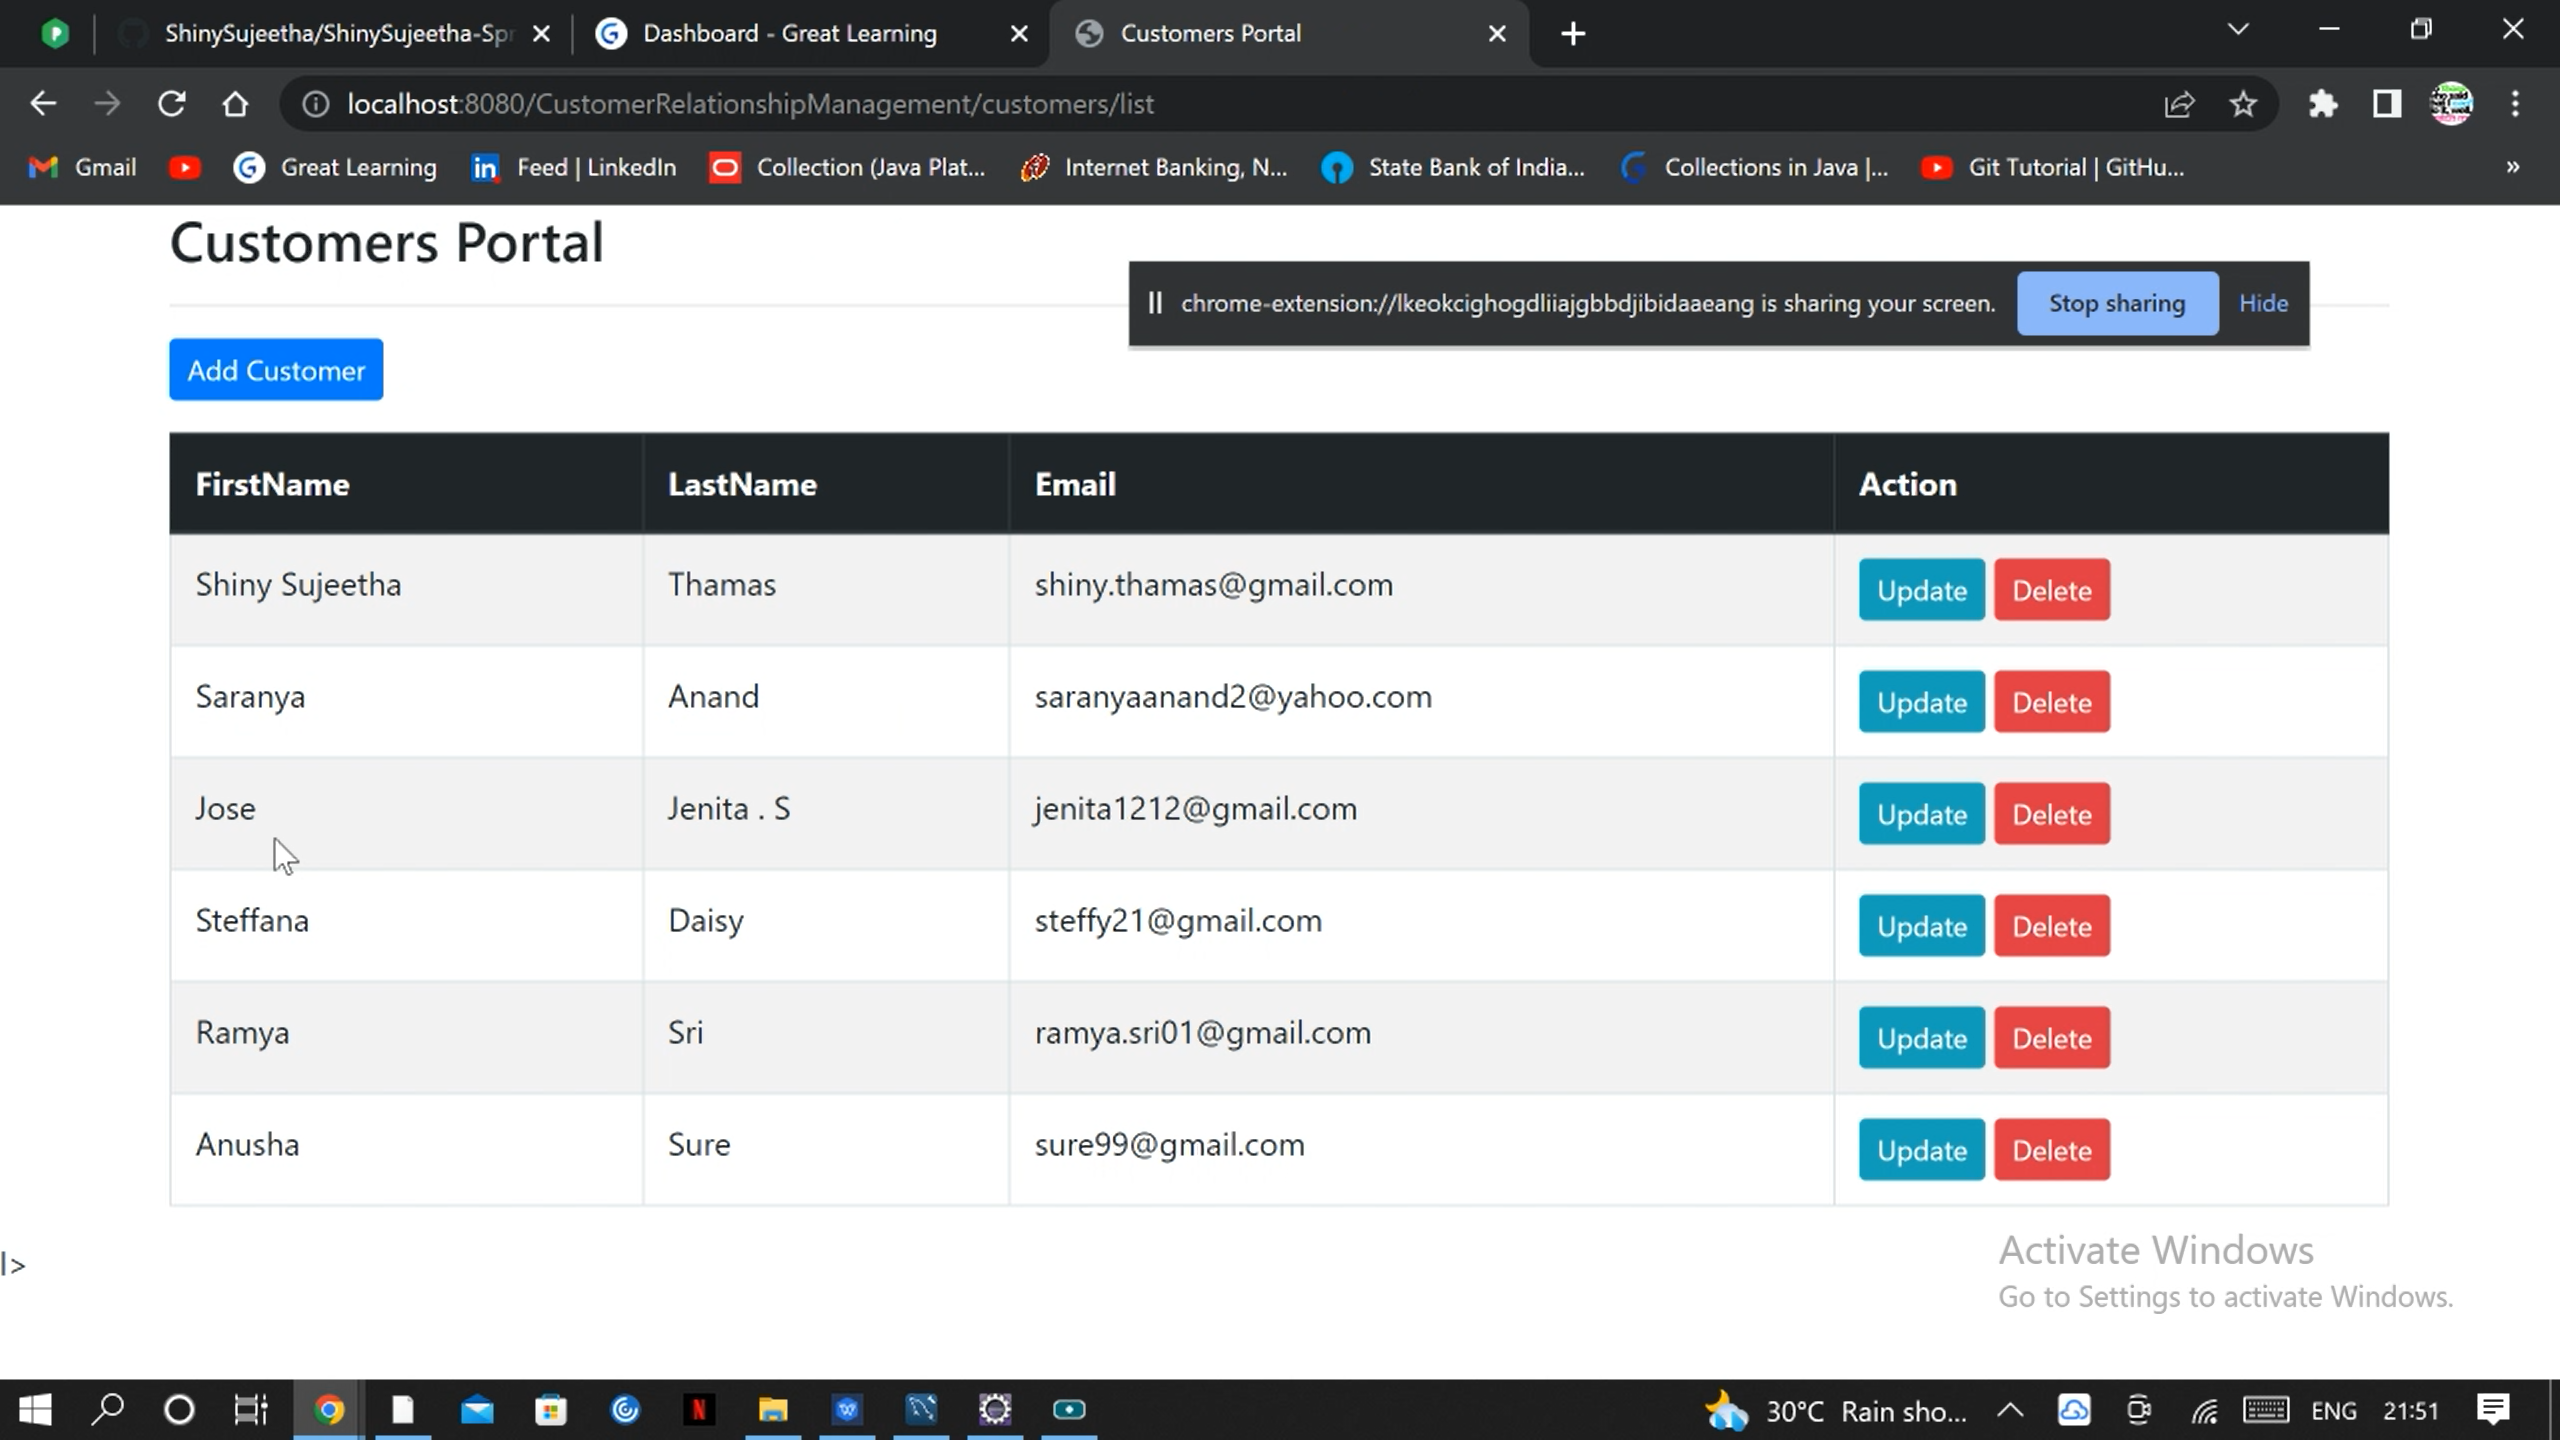 ShinySujeetha/ShinySujeetha-Spr
Dashboard - Great Learning
Customers Portal
localhost:8080/CustomerRelationshipManagement/customers/list
Gmail
Great Learning
Feed | LinkedIn
Collection (Java Plat...
Internet Banking, N...
State Bank of India...
Collections in Java |...
Git Tutorial | GitHu...
»
Customers Portal
chrome-extension://lkeokcighogdliiajgbbdjibidaaeang is sharing your screen. Stop sharing Hide
Add Customer
FirstName LastName Email Action
Shiny Sujeetha Thamas shiny.thamas@gmail.com Update Delete
Saranya Anand saranyaanand2@yahoo.com Update Delete
Jose Jenita . S jenita1212@gmail.com Update Delete
Steffana Daisy steffy21@gmail.com Update Delete
Ramya Sri ramya.sri01@gmail.com Update Delete
Anusha Sure sure99@gmail.com Update Delete
l>
Activate Windows
Go to Settings to activate Windows.
30°C Rain sho... ENG 21:51